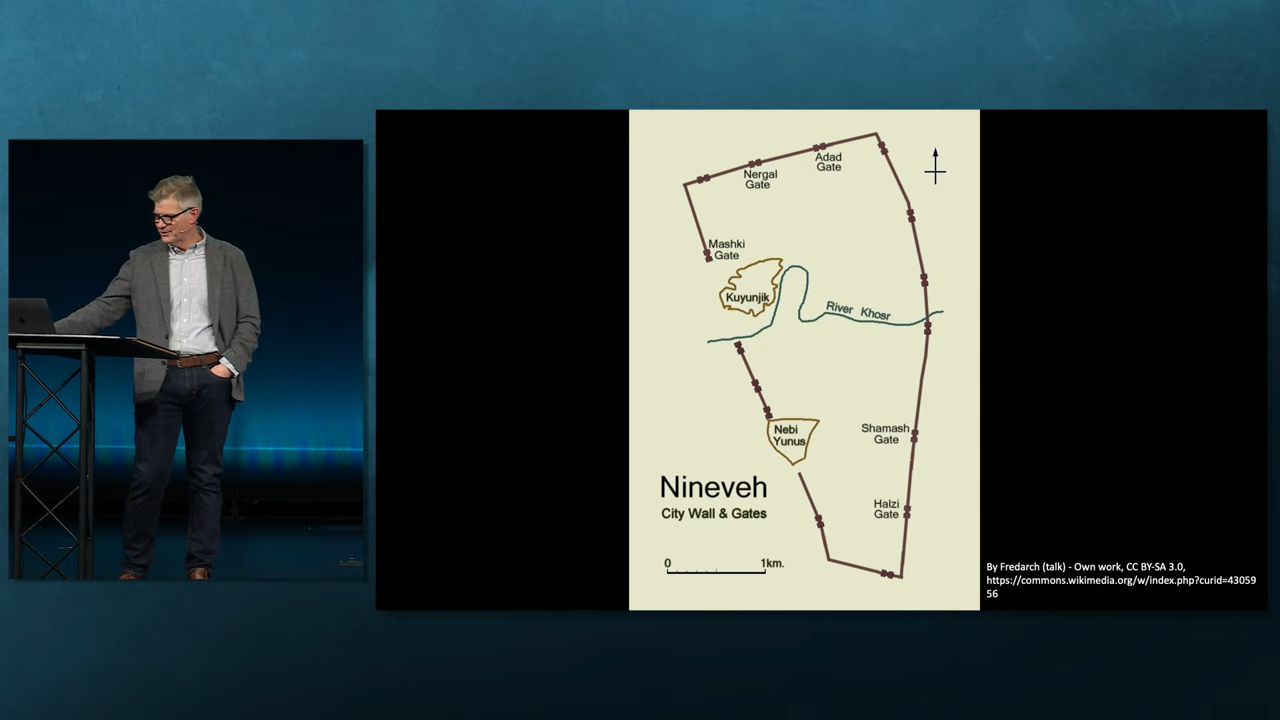 Adad
Gate
Nergal
Gate
Mashki
Gate
Kuyunjik
River Khosr
Shamash
Gate
Nebi
Yunus
Nineveh
City Wall & Gates
Halzi
Gate
0 1km.
By Fredarch (talk) - Own work, CC BY-SA 3.0,
https://commons.wikimedia.org/w/index.php?curid=43059
56